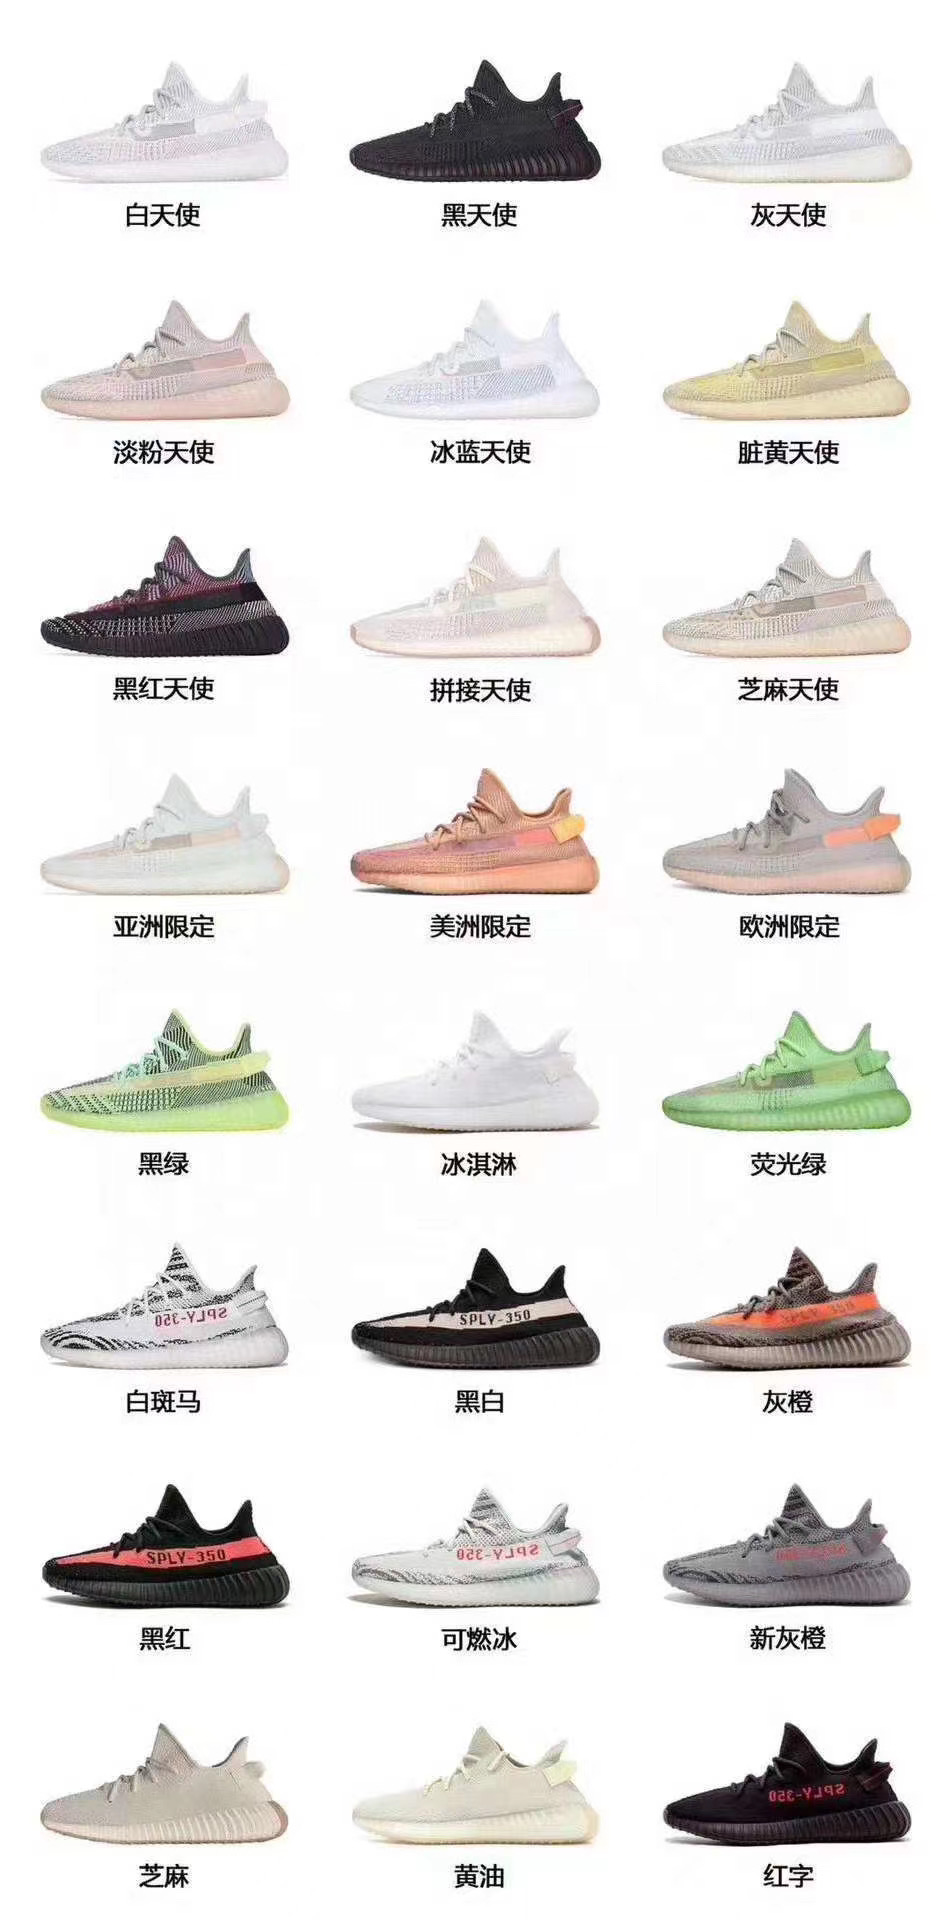 白天使
黑天使
灰天使
淡粉天使
冰蓝天使
脏黄天使
黑红天使
拼接天使
芝麻天使
亚洲限定
美洲限定
欧洲限定
黑绿
冰淇淋
荧光绿
SPLY-350
SPLY-350
SPLY-350
白斑马
黑白
灰橙
SPLY-350
SPLY-350
SPLY-350
黑红
可燃冰
新灰橙
SPLY-350
芝麻
黄油
红字